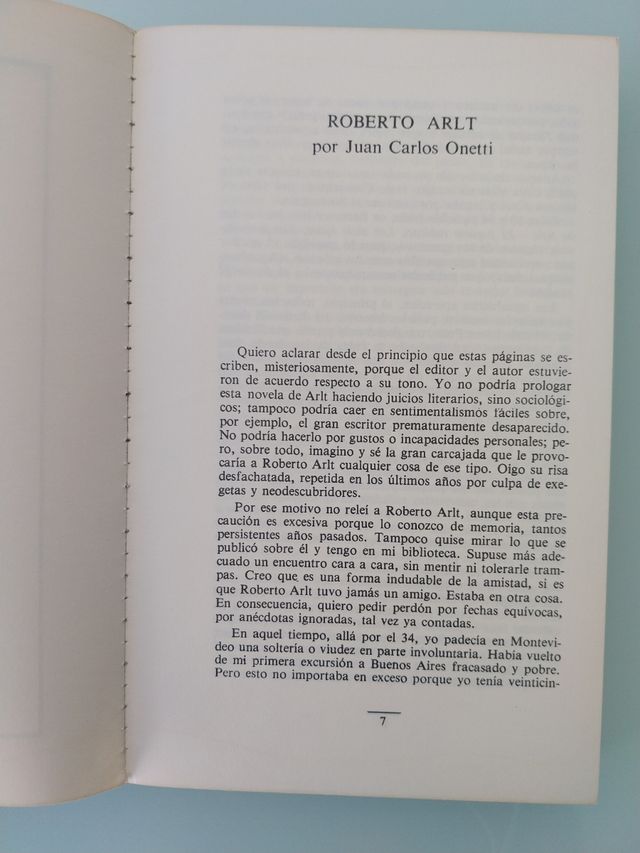 ROBERTO ARLT
por Juan Carlos Onetti
Quiero aclarar desde el principio que estas páginas se es-
criben, misteriosamente, porque el editor y el autor estuvie-
ron de acuerdo respecto a su tono. Yo no podría prologar
esta novela de Arlt haciendo juicios literarios, sino sociológi-
cos; tampoco podría caer en sentimentalismos fáciles sobre,
por ejemplo, el gran escritor prematuramente desaparecido.
No podría hacerlo por gustos o incapacidades personales; pe-
ro, sobre todo, imagino y sé la gran carcajada que le provo-
caría a Roberto Arlt cualquier cosa de ese tipo. Oigo su risa
desfachatada, repetida en los últimos años por culpa de exe-
getas y neodescubridores.
Por ese motivo no releí a Roberto Arlt, aunque esta pre-
caución es excesiva porque lo conozco de memoria, tantos
persistentes años pasados. Tampoco quise mirar lo que se
publicó sobre él y tengo en mi biblioteca. Supuse más ade-
cuado un encuentro cara a cara, sin mentir ni tolerarle tram-
pas. Creo que es una forma indudable de la amistad, si es
que Roberto Arlt tuvo jamás un amigo. Estaba en otra cosa.
En consecuencia, quiero pedir perdón por fechas equívocas,
por anécdotas ignoradas, tal vez ya contadas.
En aquel tiempo, allá por el 34, yo padecía en Montevi-
deo una soltería o viudez en parte involuntaria. Había vuelto
de mi primera excursión a Buenos Aires fracasado y pobre.
Pero esto no importaba en exceso porque yo tenía veinticin-
7